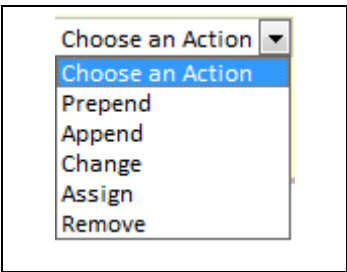 Choose an Action
Choose an Action
Prepend
Append
Change
Assign
Remove